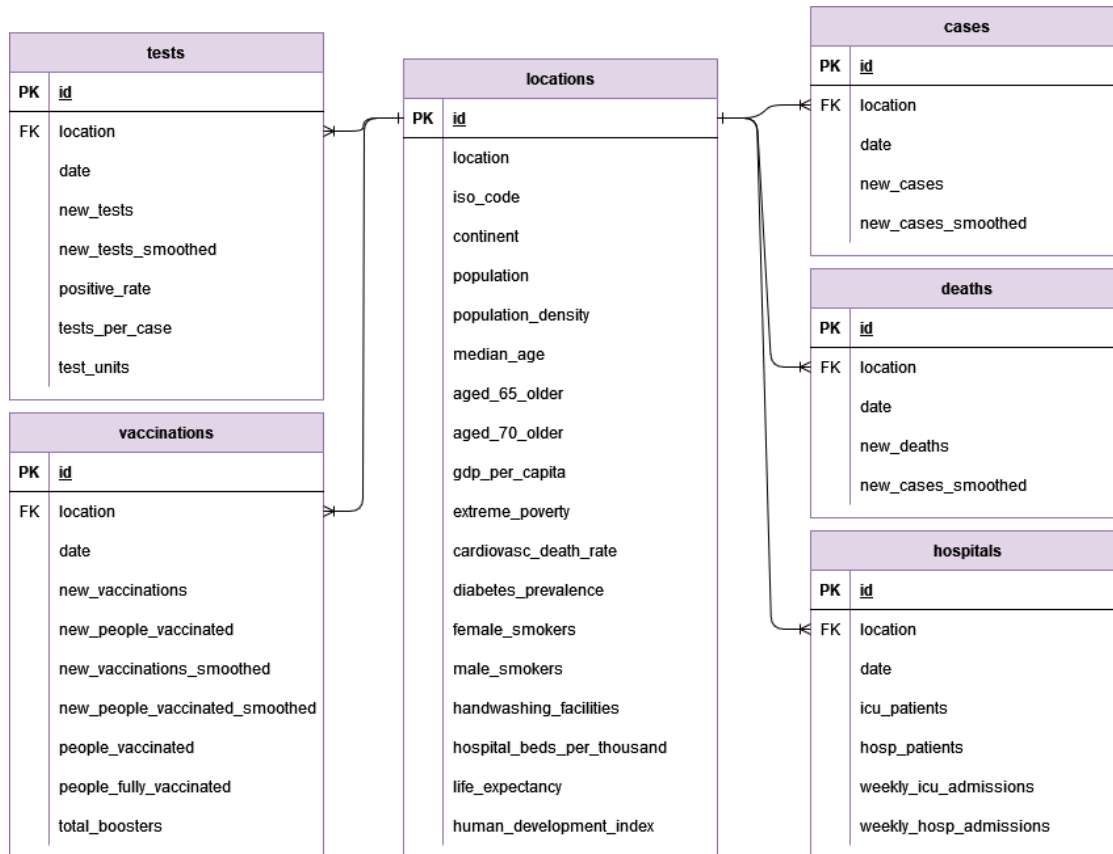 tests
PK id
FK location
date
new_tests
new_tests_smoothed
positive_rate
tests_per_case
test_units
vaccinations
PK id
FK location
date
new_vaccinations
new_people_vaccinated
new_vaccinations_smoothed
new_people_vaccinated_smoothed
people_vaccinated
people_fully_vaccinated
total_boosters
locations
PK id
location
iso_code
continent
population
population_density
median_age
aged_65_older
aged_70_older
gdp_per_capita
extreme_poverty
cardiovasc_death_rate
diabetes_prevalence
female_smokers
male_smokers
handwashing_facilities
hospital_beds_per_thousand
life_expectancy
human_development_index
cases
PK id
FK location
date
new_cases
new_cases_smoothed
deaths
PK id
FK location
date
new_deaths
new_cases_smoothed
hospitals
PK id
FK location
date
icu_patients
hosp_patients
weekly_icu_admissions
weekly_hosp_admissions